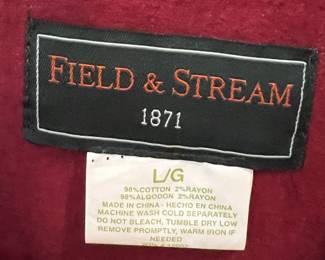 FIELD & STREAM
1871
L/G
98%COTTON 2%RAYON
98%ALGODON 2%RAYON
MADE IN CHINA - HECHO EN CHINA
MACHINE WASH COLD SEPARATELY
DO NOT BLEACH, TUMBLE DRY LOW
REMOVE PROMPTLY, WARM IRON IF
NEEDED